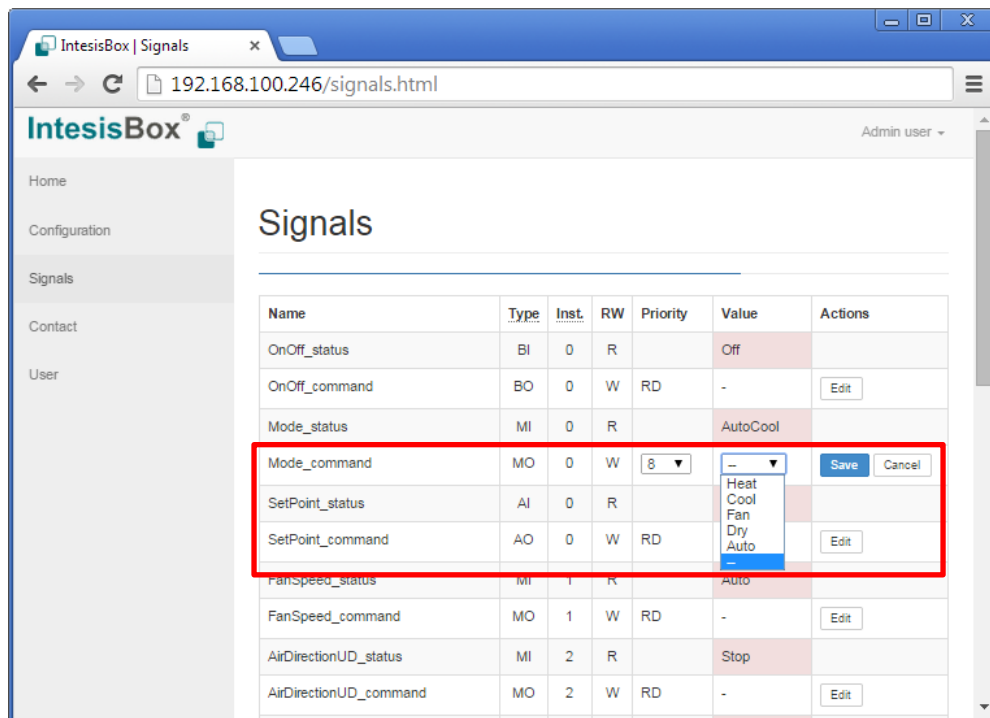 IntesisBox | Signals
192.168.100.246/signals.html
IntesisBox®
Admin user
Home
Configuration
Signals
Contact
User
Signals
Name Type Inst. RW Priority Value Actions
OnOff_status BI 0 R Off
OnOff_command BO 0 W RD - Edit
Mode_status MI 0 R AutoCool
Mode_command MO 0 W 8 -- Save Cancel
Heat
Cool
Fan
Dry
Auto
--
SetPoint_status AI 0 R
SetPoint_command AO 0 W RD Edit
FanSpeed_status MI 1 R Auto
FanSpeed_command MO 1 W RD - Edit
AirDirectionUD_status MI 2 R Stop
AirDirectionUD_command MO 2 W RD - Edit